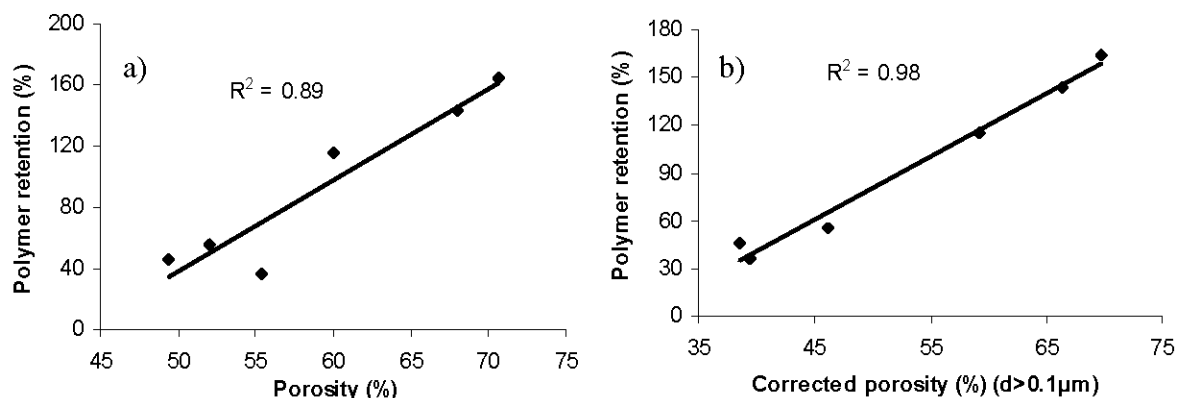 a)
R² = 0.89
Polymer retention (%)
200
160
120
80
40
0
45 50 55 60 65 70 75
Porosity (%)
b)
R² = 0.98
Polymer retention (%)
180
150
120
90
60
30
0
35 45 55 65 75
Corrected porosity (%) (d>0.1µm)